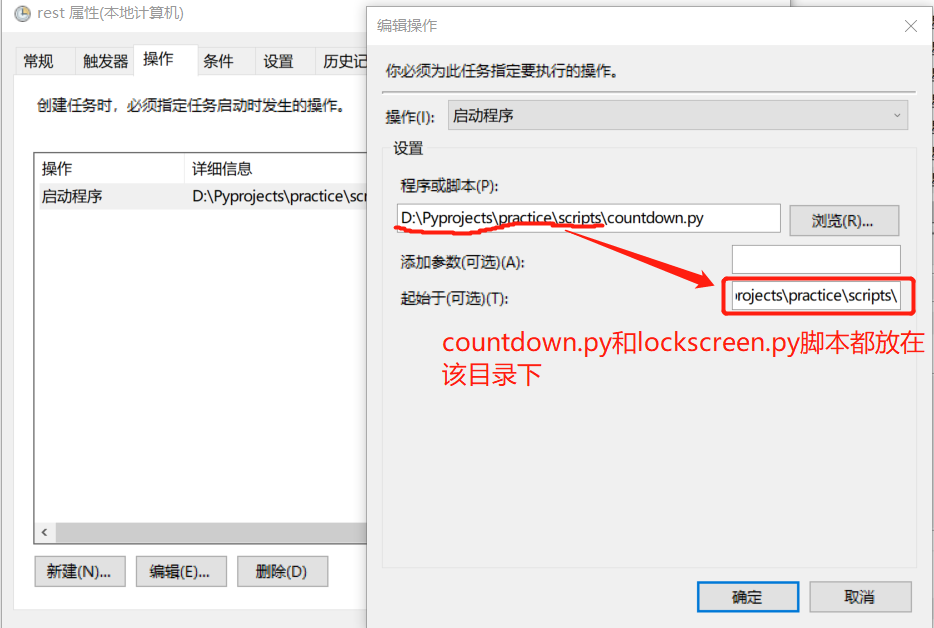 rest 属性(本地计算机)
常规 触发器 操作 条件 设置 历史记
创建任务时，必须指定任务启动时发生的操作。
操作 详细信息
启动程序 D:\Pyprojects\practice\scr
新建(N)... 编辑(E)... 删除(D)
编辑操作
你必须为此任务指定要执行的操作。
操作(I): 启动程序
设置
程序或脚本(P):
D:\Pyprojects\practice\scripts\countdown.py 浏览(R)...
添加参数(可选)(A):
起始于(可选)(T): rojects\practice\scripts\
countdown.py和lockscreen.py脚本都放在
该目录下
确定 取消